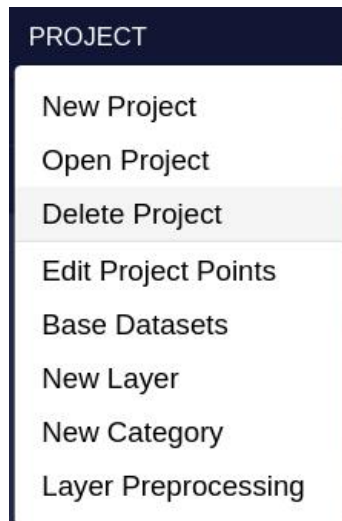 PROJECT
New Project
Open Project
Delete Project
Edit Project Points
Base Datasets
New Layer
New Category
Layer Preprocessing